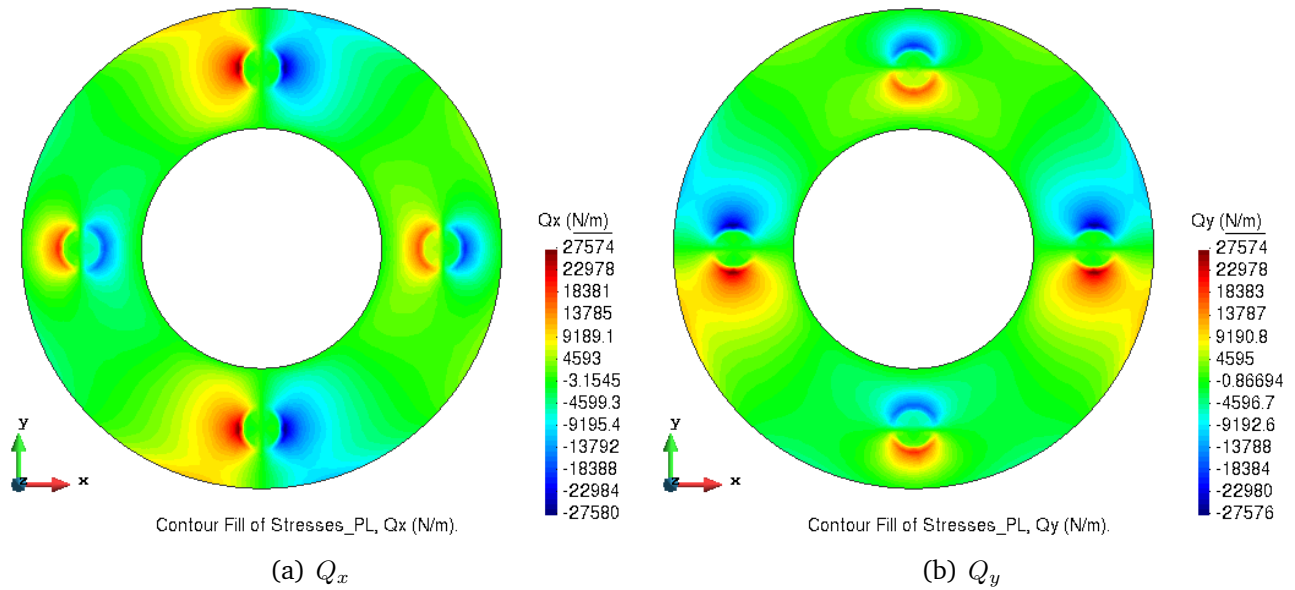 Qx (N/m)
27574
22978
18381
13785
9189.1
4593
-3.1545
-4599.3
-9195.4
-13792
-18388
-22984
-27580
y
z
x
Contour Fill of Stresses_PL, Qx (N/m).
(a) Qx
Qy (N/m)
27574
22979
18383
13787
9190.8
4595
-0.86694
-4596.7
-9192.6
-13788
-18384
-22980
-27576
y
z
x
Contour Fill of Stresses_PL, Qy (N/m).
(b) Qy